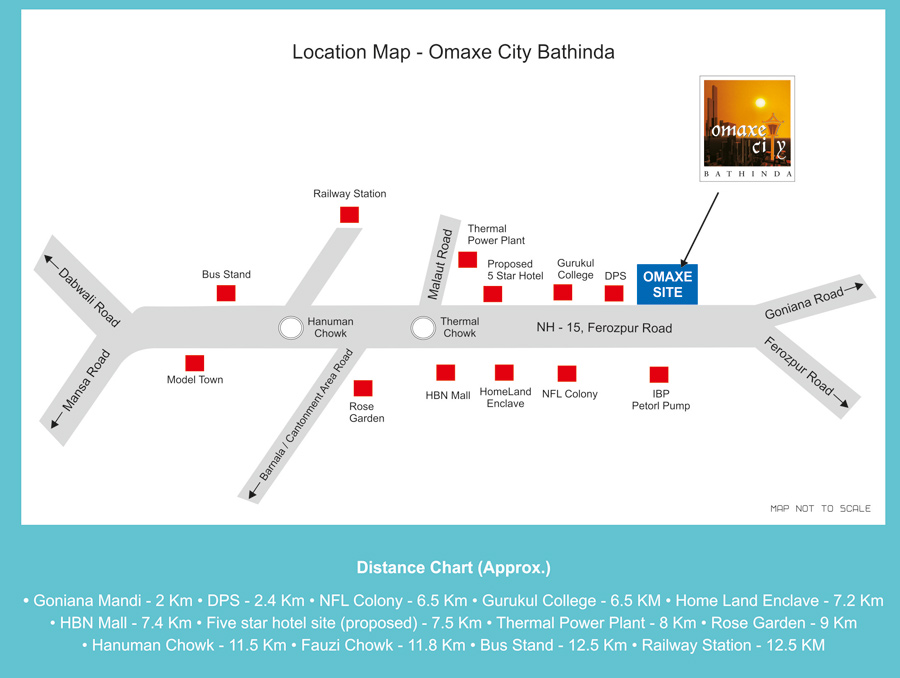 Location Map - Omaxe City Bathinda
omaxe
city
BATHINDA
Railway Station
Thermal
Power Plant
Malaut Road
Proposed
5 Star Hotel
Gurukul
College
DPS
OMAXE
SITE
Bus Stand
Dabwali Road
Goniana Road
Hanuman
Chowk
Thermal
Chowk
NH - 15, Ferozpur Road
Mansa Road
Ferozpur Road
Model Town
Barnala / Cantonment Area Road
Rose
Garden
HBN Mall
HomeLand
Enclave
NFL Colony
IBP
Petorl Pump
MAP NOT TO SCALE
Distance Chart (Approx.)
• Goniana Mandi - 2 Km • DPS - 2.4 Km • NFL Colony - 6.5 Km • Gurukul College - 6.5 KM • Home Land Enclave - 7.2 Km
• HBN Mall - 7.4 Km • Five star hotel site (proposed) - 7.5 Km • Thermal Power Plant - 8 Km • Rose Garden - 9 Km
• Hanuman Chowk - 11.5 Km • Fauzi Chowk - 11.8 Km • Bus Stand - 12.5 Km • Railway Station - 12.5 KM